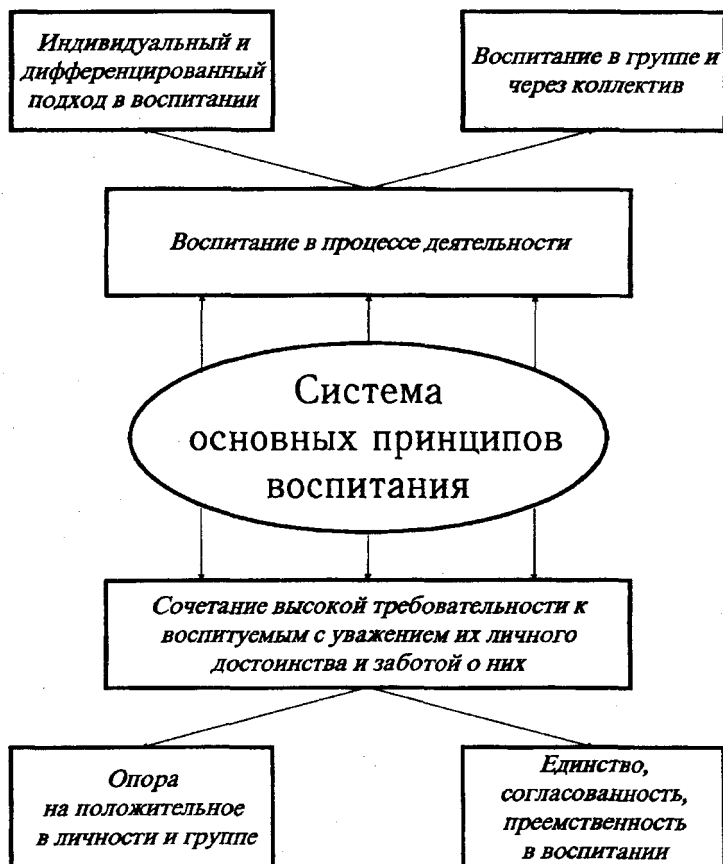 Индивидуальный и
дифференцированный
подход в воспитании
Воспитание в группе и
через коллектив
Воспитание в процессе деятельности
Система
основных принципов
воспитания
Сочетание высокой требовательности к
воспитуемым с уважением их личного
достоинства и заботой о них
Опора
на положительное
в личности и группе
Единство,
согласованность,
преемственность
в воспитании